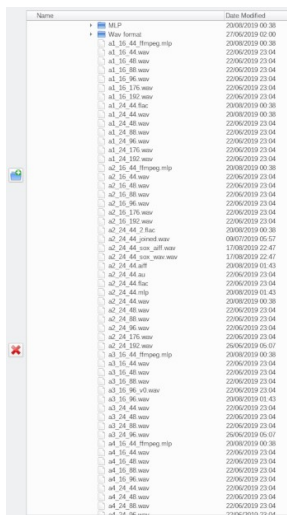 Name Date Modified
MLP 20/08/2019 00:38
Wav format 27/06/2019 02:00
a1_16_44_ffmpeg.mlp 20/08/2019 00:38
a1_16_44.wav 22/06/2019 23:04
a1_16_48.wav 22/06/2019 23:04
a1_16_88.wav 22/06/2019 23:04
a1_16_96.wav 22/06/2019 23:04
a1_16_176.wav 22/06/2019 23:04
a1_16_192.wav 22/06/2019 23:04
a1_24_44.flac 20/08/2019 00:38
a1_24_44.wav 20/08/2019 00:38
a1_24_48.wav 22/06/2019 23:04
a1_24_88.wav 22/06/2019 23:04
a1_24_96.wav 22/06/2019 23:04
a1_24_176.wav 22/06/2019 23:04
a1_24_192.wav 22/06/2019 23:04
a2_16_44_ffmpeg.mlp 20/08/2019 00:38
a2_16_44.wav 22/06/2019 23:04
a2_16_48.wav 22/06/2019 23:04
a2_16_88.wav 22/06/2019 23:04
a2_16_96.wav 22/06/2019 23:04
a2_16_176.wav 22/06/2019 23:04
a2_16_192.wav 22/06/2019 23:04
a2_24_44_2.flac 20/08/2019 00:38
a2_24_44_joined.wav 09/07/2019 05:57
a2_24_44_sox_aiff.wav 17/08/2019 22:47
a2_24_44_sox_wav.wav 17/08/2019 22:47
a2_24_44.aiff 20/08/2019 01:43
a2_24_44.au 22/06/2019 23:04
a2_24_44.flac 22/06/2019 23:04
a2_24_44.mlp 20/08/2019 01:43
a2_24_44.wav 20/08/2019 00:38
a2_24_48.wav 22/06/2019 23:04
a2_24_88.wav 22/06/2019 23:04
a2_24_96.wav 22/06/2019 23:04
a2_24_176.wav 22/06/2019 23:04
a2_24_192.wav 26/06/2019 05:07
a3_16_44_ffmpeg.mlp 20/08/2019 00:38
a3_16_44.wav 22/06/2019 23:04
a3_16_48.wav 22/06/2019 23:04
a3_16_88.wav 22/06/2019 23:04
a3_16_96_v0.wav 22/06/2019 23:04
a3_16_96.wav 20/08/2019 01:43
a3_24_44.wav 22/06/2019 23:04
a3_24_48.wav 22/06/2019 23:04
a3_24_88.wav 22/06/2019 23:04
a3_24_96.wav 26/06/2019 05:07
a4_16_44_ffmpeg.mlp 20/08/2019 00:38
a4_16_44.wav 22/06/2019 23:04
a4_16_48.wav 22/06/2019 23:04
a4_16_88.wav 22/06/2019 23:04
a4_16_96.wav 22/06/2019 23:04
a4_24_44.wav 22/06/2019 23:04
a4_24_48.wav 22/06/2019 23:04
a4_24_88.wav 22/06/2019 23:04
a4_24_96.wav 22/06/2019 23:04